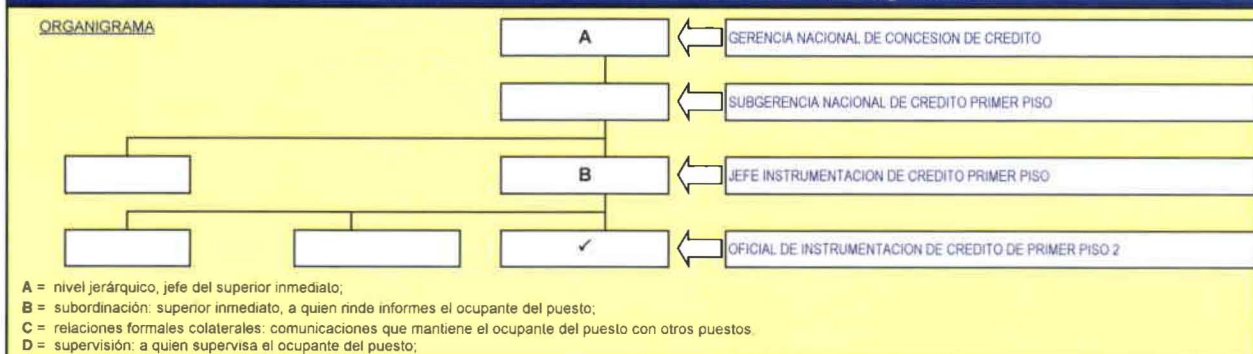 ORGANIGRAMA
A
GERENCIA NACIONAL DE CONCESION DE CREDITO
SUBGERENCIA NACIONAL DE CREDITO PRIMER PISO
B
JEFE INSTRUMENTACION DE CREDITO PRIMER PISO
✓
OFICIAL DE INSTRUMENTACION DE CREDITO DE PRIMER PISO 2
A = nivel jerárquico, jefe del superior inmediato;
B = subordinación: superior inmediato, a quien rinde informes el ocupante del puesto;
C = relaciones formales colaterales: comunicaciones que mantiene el ocupante del puesto con otros puestos.
D = supervisión: a quien supervisa el ocupante del puesto;